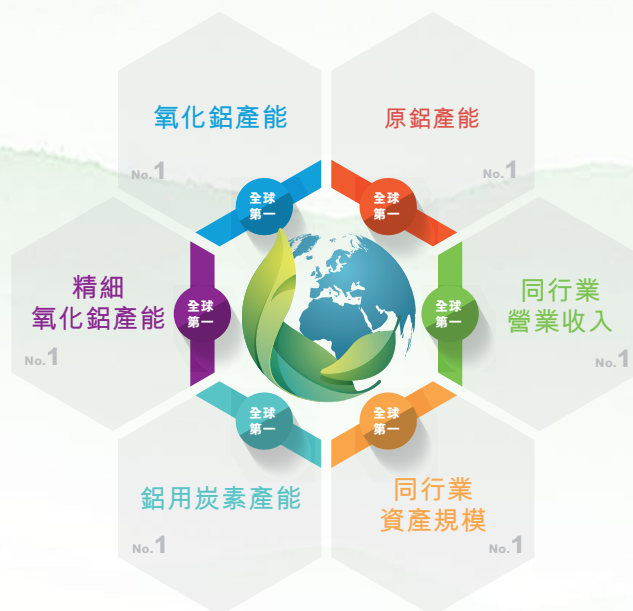 氧化鋁產能
No.1
全球
第一
原鋁產能
No.1
全球
第一
精細
氧化鋁產能
No.1
全球
第一
同行業
營業收入
No.1
全球
第一
鋁用炭素產能
No.1
全球
第一
同行業
資產規模
No.1
全球
第一